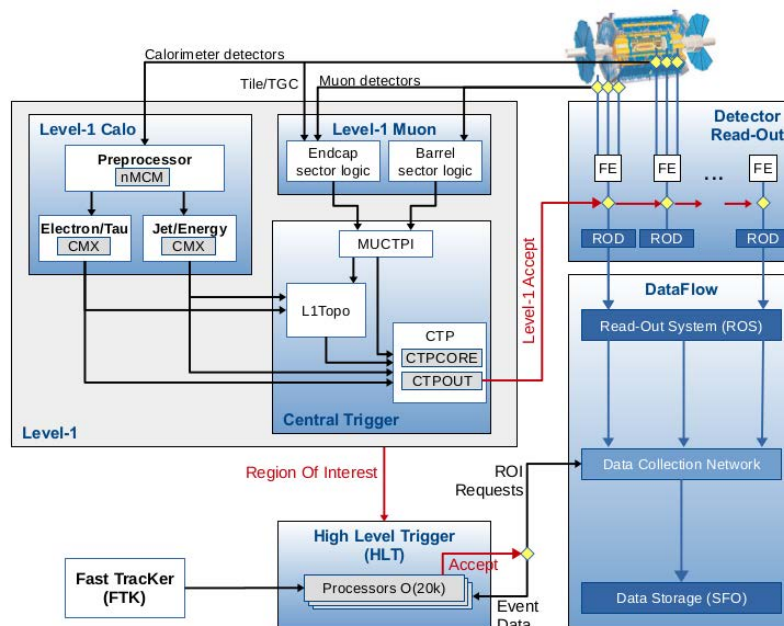 Calorimeter detectors
Tile/TGC
Muon detectors
Level-1 Calo
Preprocessor
nMCM
Electron/Tau
CMX
Jet/Energy
CMX
Level-1 Muon
Endcap
sector logic
Barrel
sector logic
MUCTPI
L1Topo
CTP
CTPCORE
CTPOUT
Central Trigger
Level-1
Level-1 Accept
Detector
Read-Out
FE
FE
...
FE
ROD
ROD
ROD
DataFlow
Read-Out System (ROS)
Data Collection Network
Data Storage (SFO)
Region Of Interest
ROI
Requests
High Level Trigger
(HLT)
Accept
Processors O(20k)
Event
Data
Fast TracKer
(FTK)